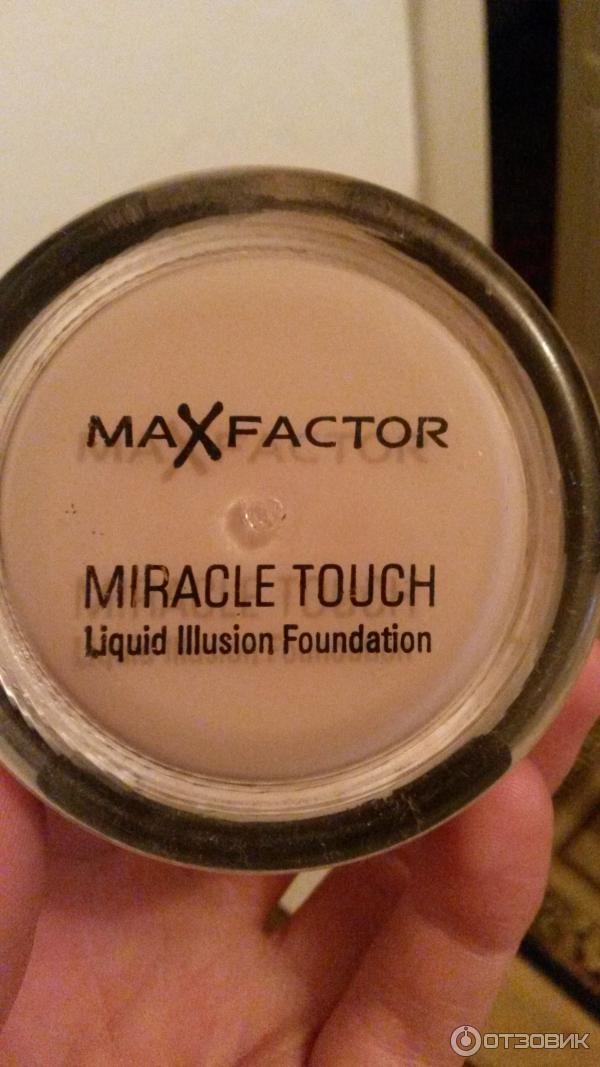 MAXFACTOR
MIRACLE TOUCH
Liquid Illusion Foundation
ОТЗОВИК